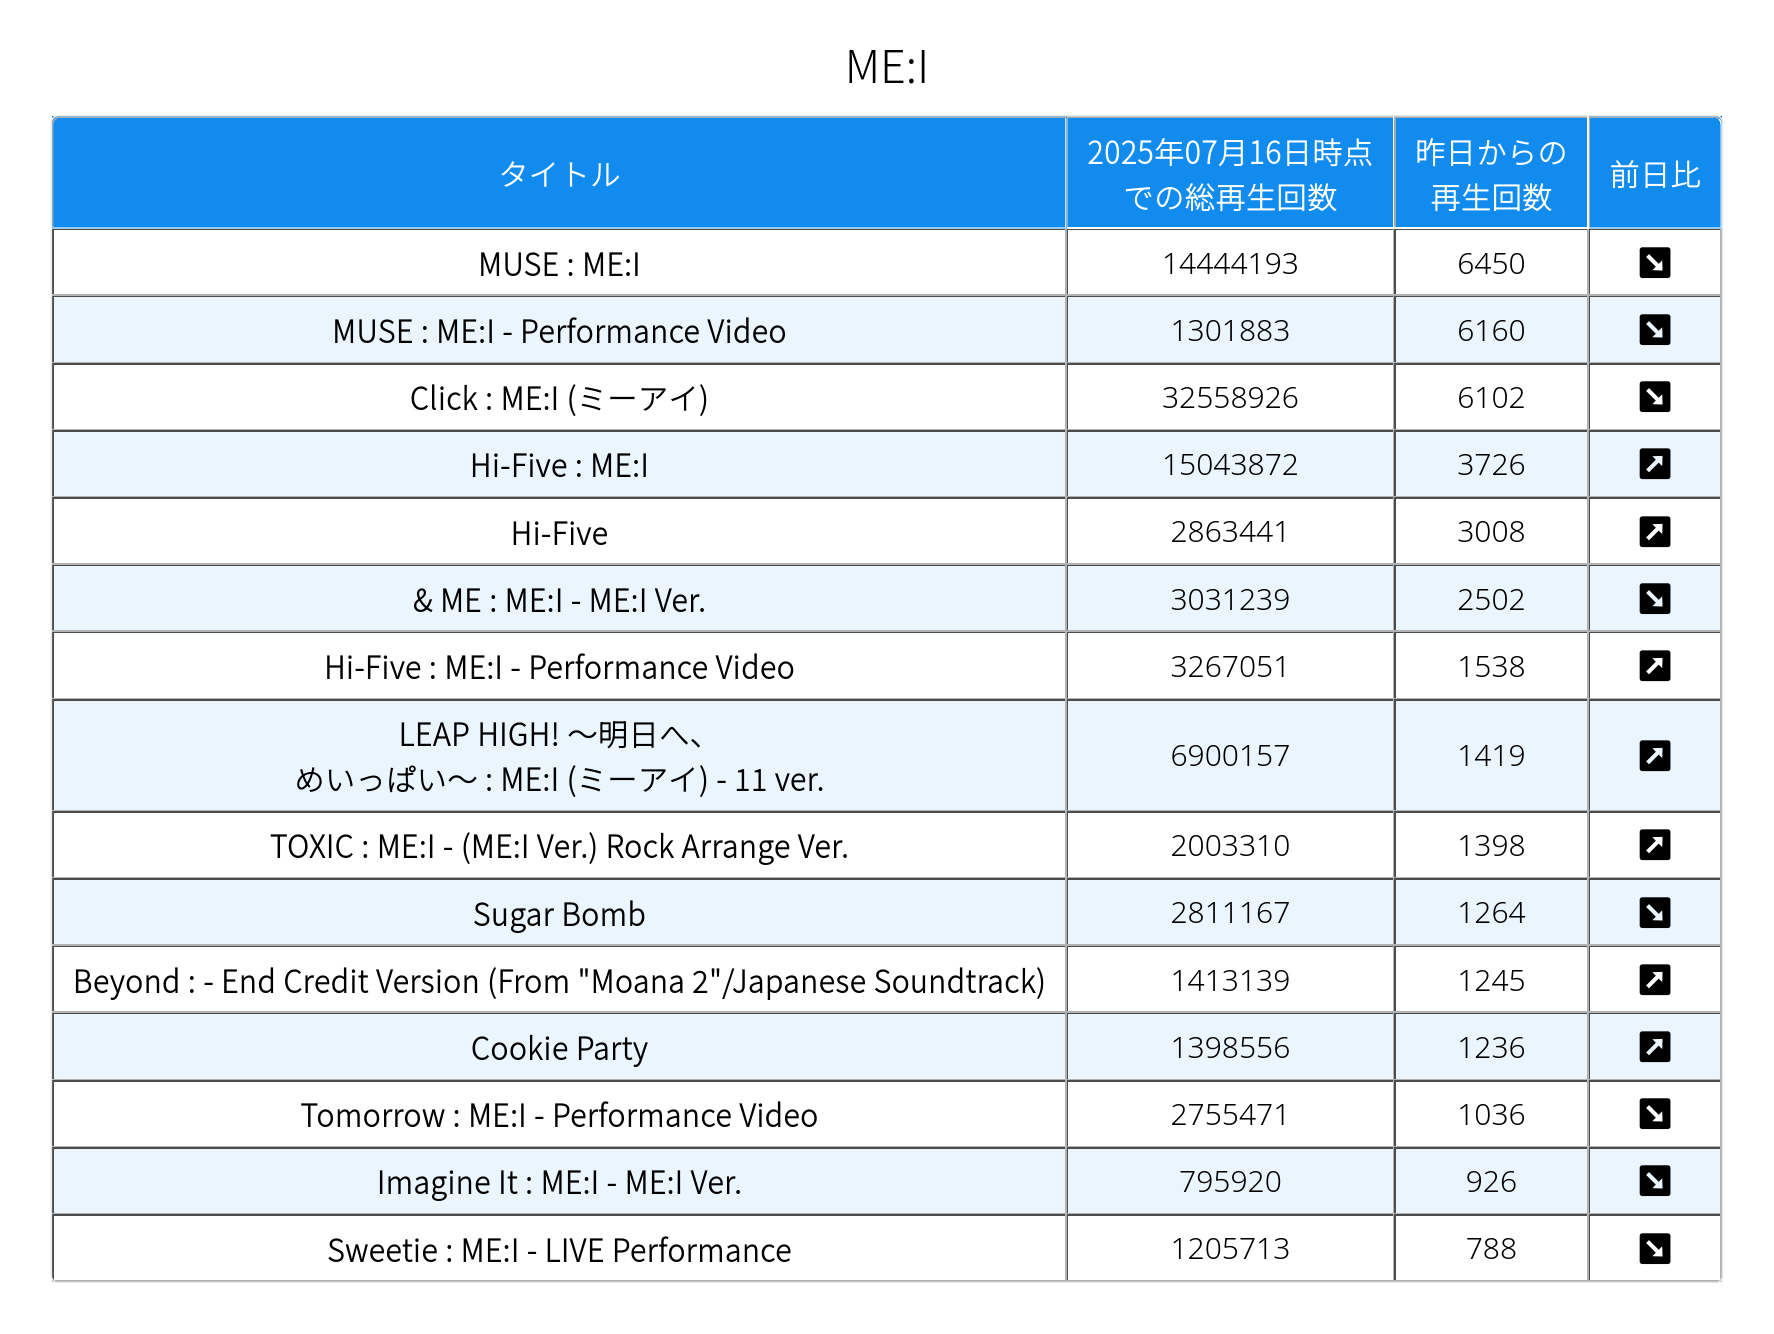 ME:I
タイトル
2025年07月16日時点
での総再生回数
昨日からの
再生回数
前日比
MUSE : ME:I 14444193 6450
MUSE : ME:I - Performance Video 1301883 6160
Click : ME:I (ミーアイ) 32558926 6102
Hi-Five : ME:I 15043872 3726
Hi-Five 2863441 3008
& ME : ME:I - ME:I Ver. 3031239 2502
Hi-Five : ME:I - Performance Video 3267051 1538
LEAP HIGH! 〜明日へ、
めいっぱい〜 : ME:I (ミーアイ) - 11 ver. 6900157 1419
TOXIC : ME:I - (ME:I Ver.) Rock Arrange Ver. 2003310 1398
Sugar Bomb 2811167 1264
Beyond : - End Credit Version (From "Moana 2"/Japanese Soundtrack) 1413139 1245
Cookie Party 1398556 1236
Tomorrow : ME:I - Performance Video 2755471 1036
Imagine It : ME:I - ME:I Ver. 795920 926
Sweetie : ME:I - LIVE Performance 1205713 788